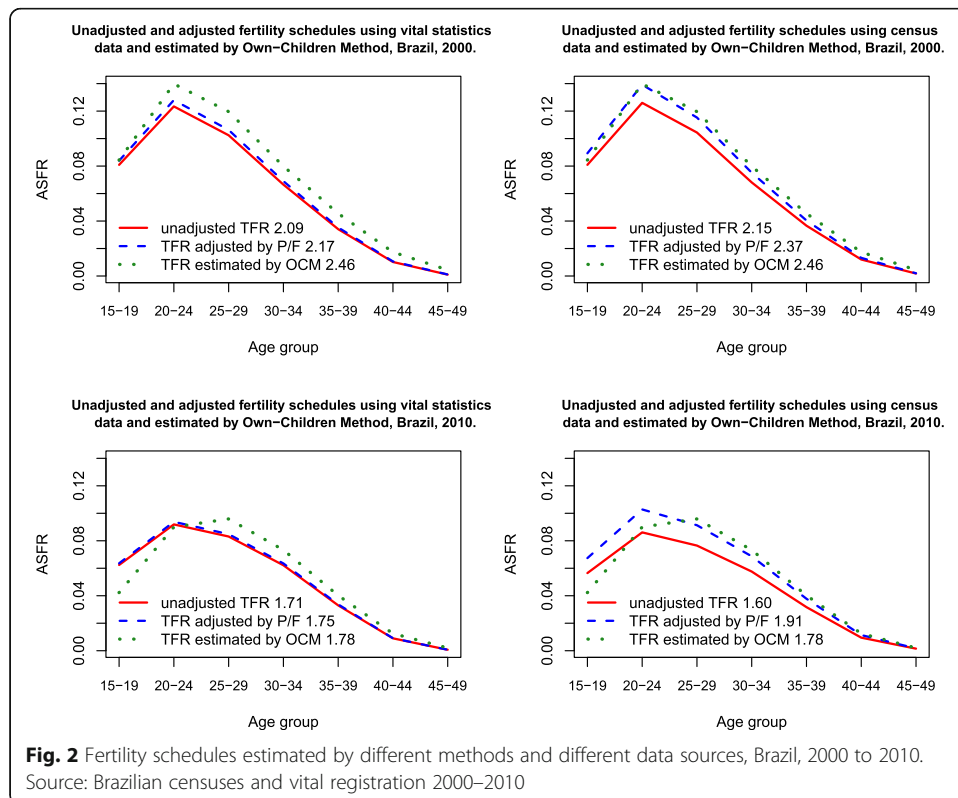 Unadjusted and adjusted fertility schedules using vital statistics
data and estimated by Own−Children Method, Brazil, 2000.
ASFR
0.12
0.08
0.04
0.00
unadjusted TFR 2.09
TFR adjusted by P/F 2.17
TFR estimated by OCM 2.46
15−19 20−24 25−29 30−34 35−39 40−44 45−49
Age group
Unadjusted and adjusted fertility schedules using census
data and estimated by Own−Children Method, Brazil, 2000.
ASFR
0.12
0.08
0.04
0.00
unadjusted TFR 2.15
TFR adjusted by P/F 2.37
TFR estimated by OCM 2.46
15−19 20−24 25−29 30−34 35−39 40−44 45−49
Age group
Unadjusted and adjusted fertility schedules using vital statistics
data and estimated by Own−Children Method, Brazil, 2010.
ASFR
0.12
0.08
0.04
0.00
unadjusted TFR 1.71
TFR adjusted by P/F 1.75
TFR estimated by OCM 1.78
15−19 20−24 25−29 30−34 35−39 40−44 45−49
Age group
Unadjusted and adjusted fertility schedules using census
data and estimated by Own−Children Method, Brazil, 2010.
ASFR
0.12
0.08
0.04
0.00
unadjusted TFR 1.60
TFR adjusted by P/F 1.91
TFR estimated by OCM 1.78
15−19 20−24 25−29 30−34 35−39 40−44 45−49
Age group
Fig. 2 Fertility schedules estimated by different methods and different data sources, Brazil, 2000 to 2010.
Source: Brazilian censuses and vital registration 2000–2010